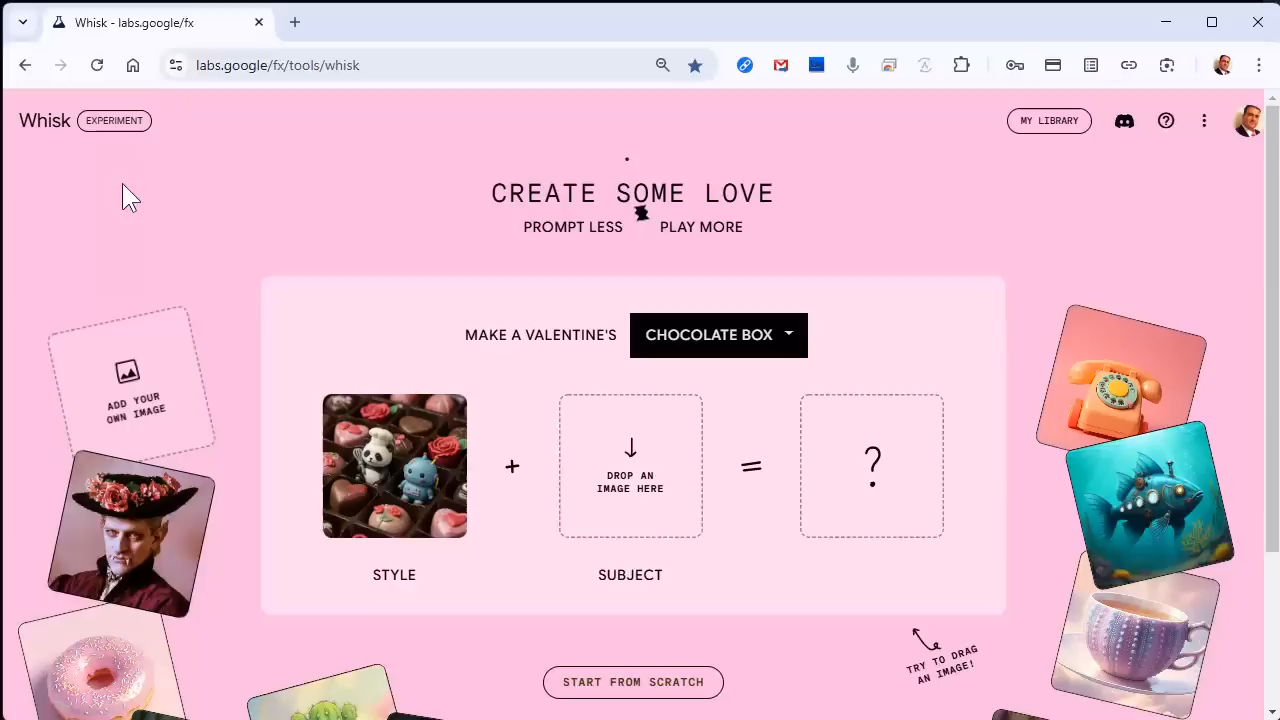 Whisk - labs.google/fx
labs.google/fx/tools/whisk
Whisk EXPERIMENT
MY LIBRARY
CREATE SOME LOVE
PROMPT LESS PLAY MORE
MAKE A VALENTINE'S CHOCOLATE BOX
ADD YOUR
OWN IMAGE
DROP AN
IMAGE HERE
+ = ?
STYLE SUBJECT
TRY TO DRAG
AN IMAGE!
START FROM SCRATCH